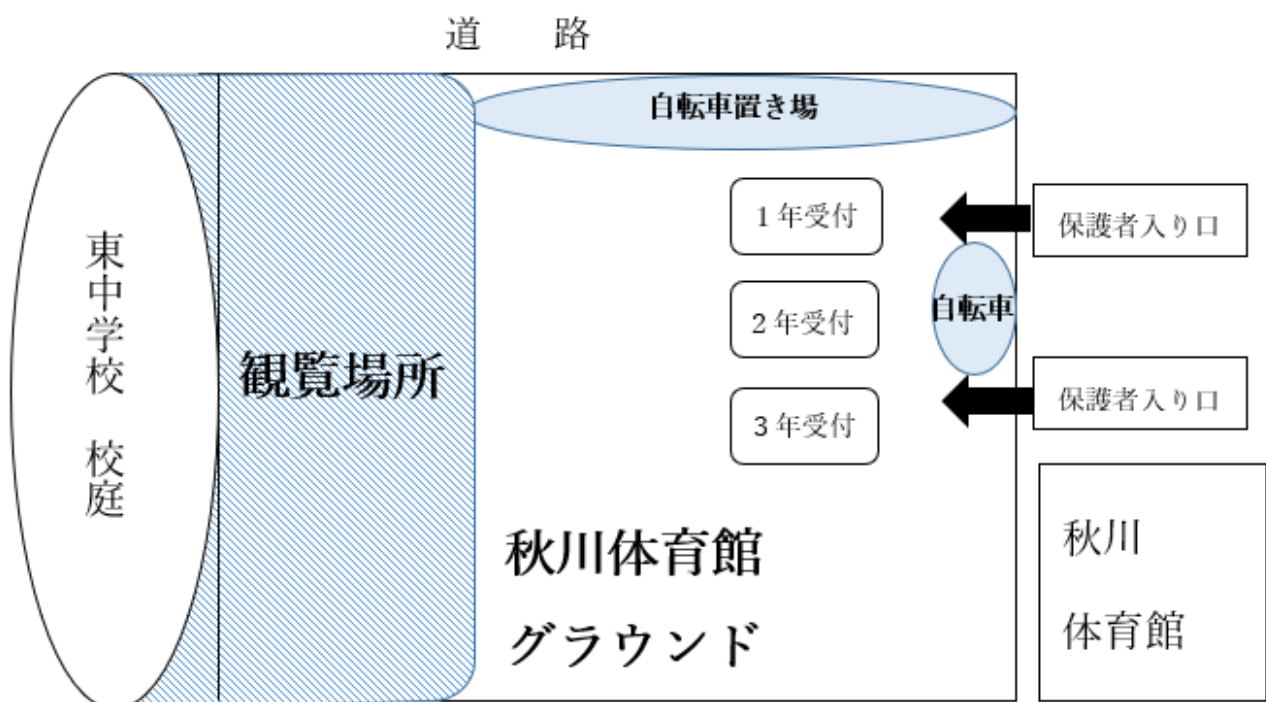 道　路
自転車置き場
1年受付
保護者入り口
東中学校　校庭
観覧場所
2年受付
自転車
3年受付
保護者入り口
秋川体育館
グラウンド
秋川
体育館